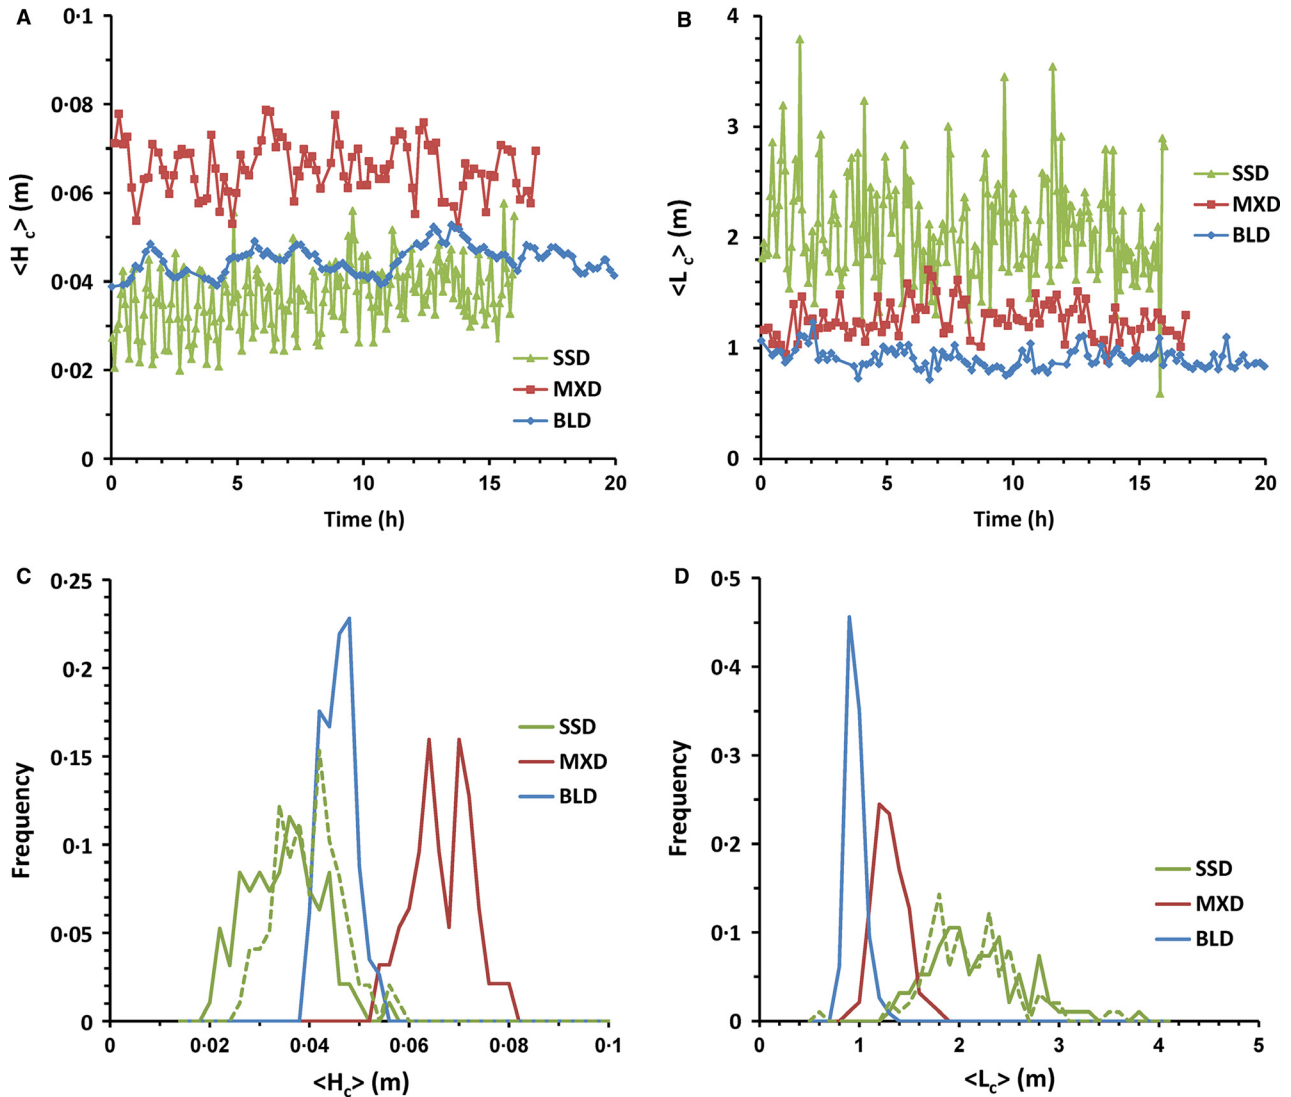 A
0·1
0·08
0·06
0·04
0·02
0
<H c> (m)
0 5 10 15 20
Time (h)
SSD
MXD
BLD
B
4
3
2
1
0
<L c> (m)
0 5 10 15 20
Time (h)
SSD
MXD
BLD
C
0·25
0·2
0·15
0·1
0·05
0
Frequency
0 0·02 0·04 0·06 0·08 0·1
<Hc> (m)
SSD
MXD
BLD
D
0·5
0·4
0·3
0·2
0·1
0
Frequency
0 1 2 3 4 5
<Lc> (m)
SSD
MXD
BLD